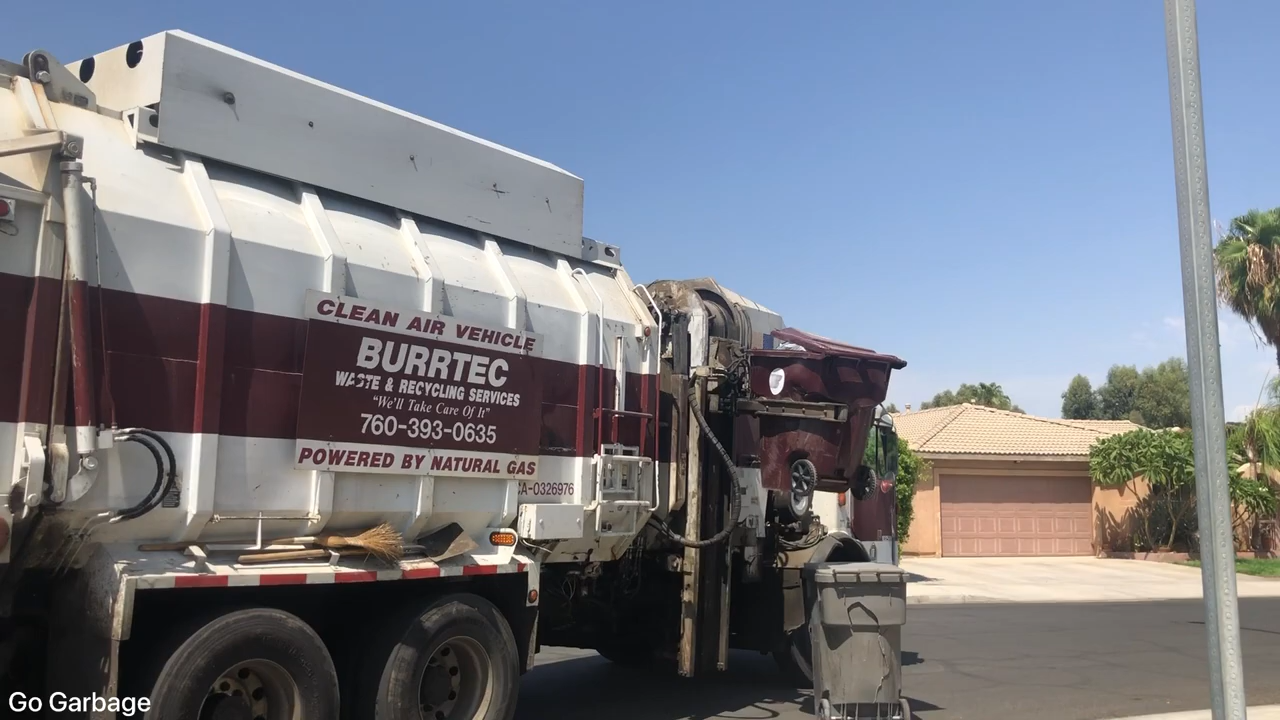 CLEAN AIR VEHICLE
BURRTEC
WASTE & RECYCLING SERVICES
"We'll Take Care Of It"
760-393-0635
POWERED BY NATURAL GAS
CA-0326976
Go Garbage